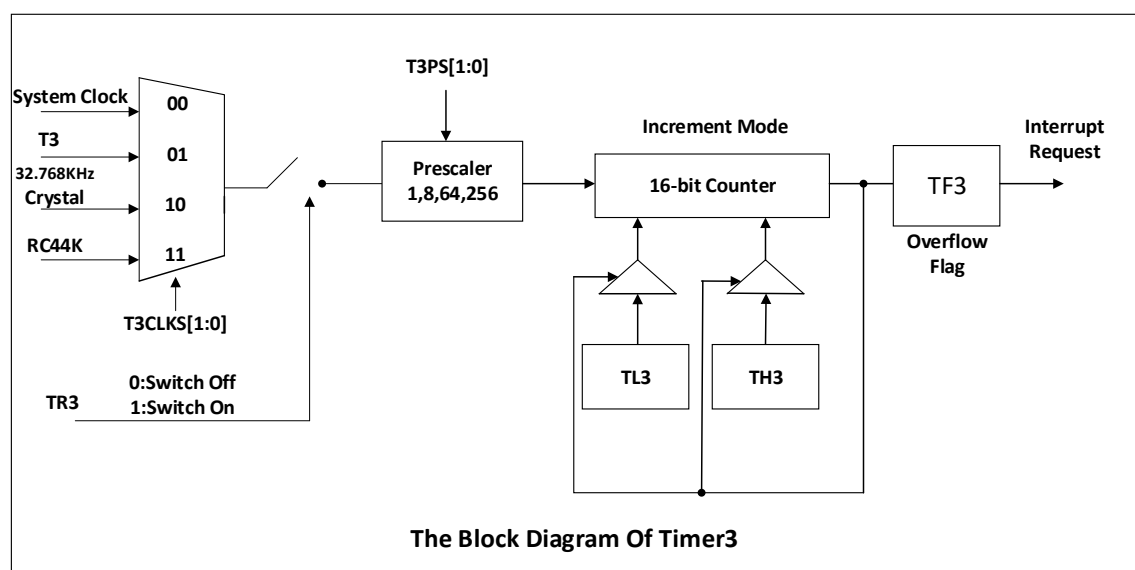 System Clock
T3
32.768KHz
Crystal
RC44K
00
01
10
11
T3CLKS[1:0]
TR3
0:Switch Off
1:Switch On
T3PS[1:0]
Prescaler
1,8,64,256
Increment Mode
16-bit Counter
TL3
TH3
TF3
Overflow
Flag
Interrupt
Request
The Block Diagram Of Timer3